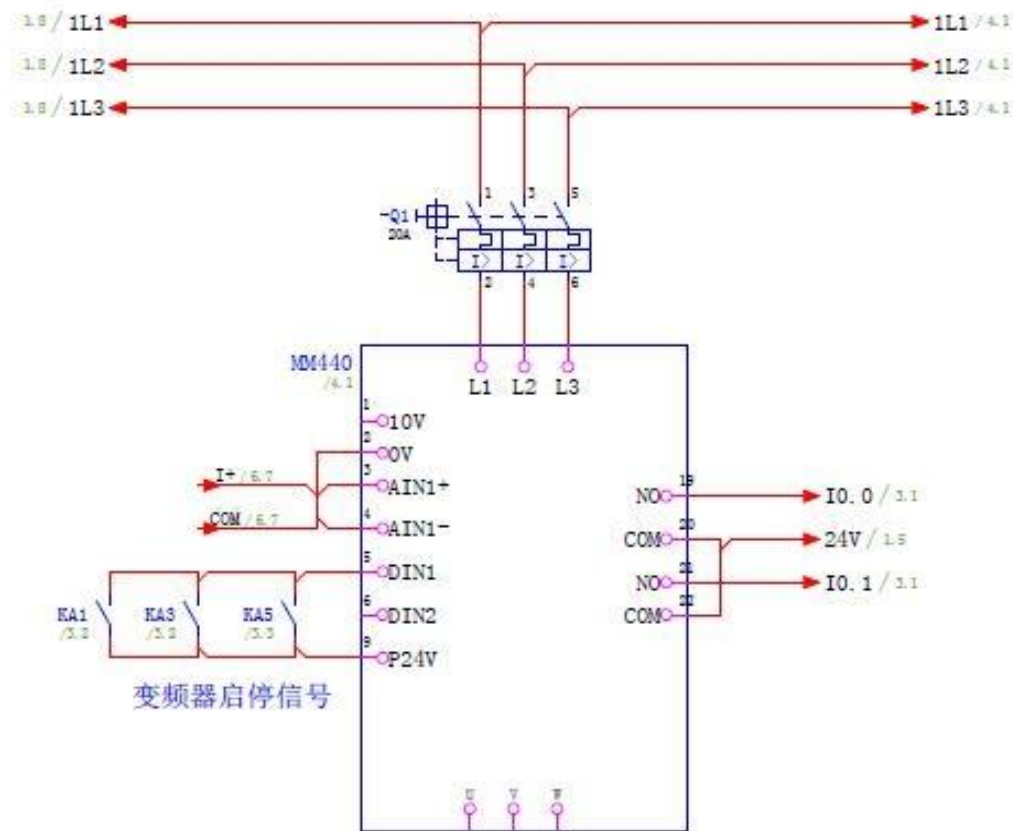 1.8 / 1L1 1L1 / 4.1
1.8 / 1L2 1L2 / 4.1
1.8 / 1L3 1L3 / 4.1
1 3 5
-Q1
20A
I> I> I>
2 4 6
MM440
/4.1
L1 L2 L3
1
10V
2
0V
3
I+ / 6.7
AIN1+
4
COM / 6.7
AIN1-
5
DIN1
6
DIN2
9
P24V
KA1
/3.2
KA3
/3.2
KA5
/3.3
变频器启停信号
19
NO I0.0 / 3.1
20
COM 24V / 1.5
21
NO I0.1 / 3.1
22
COM
U V W